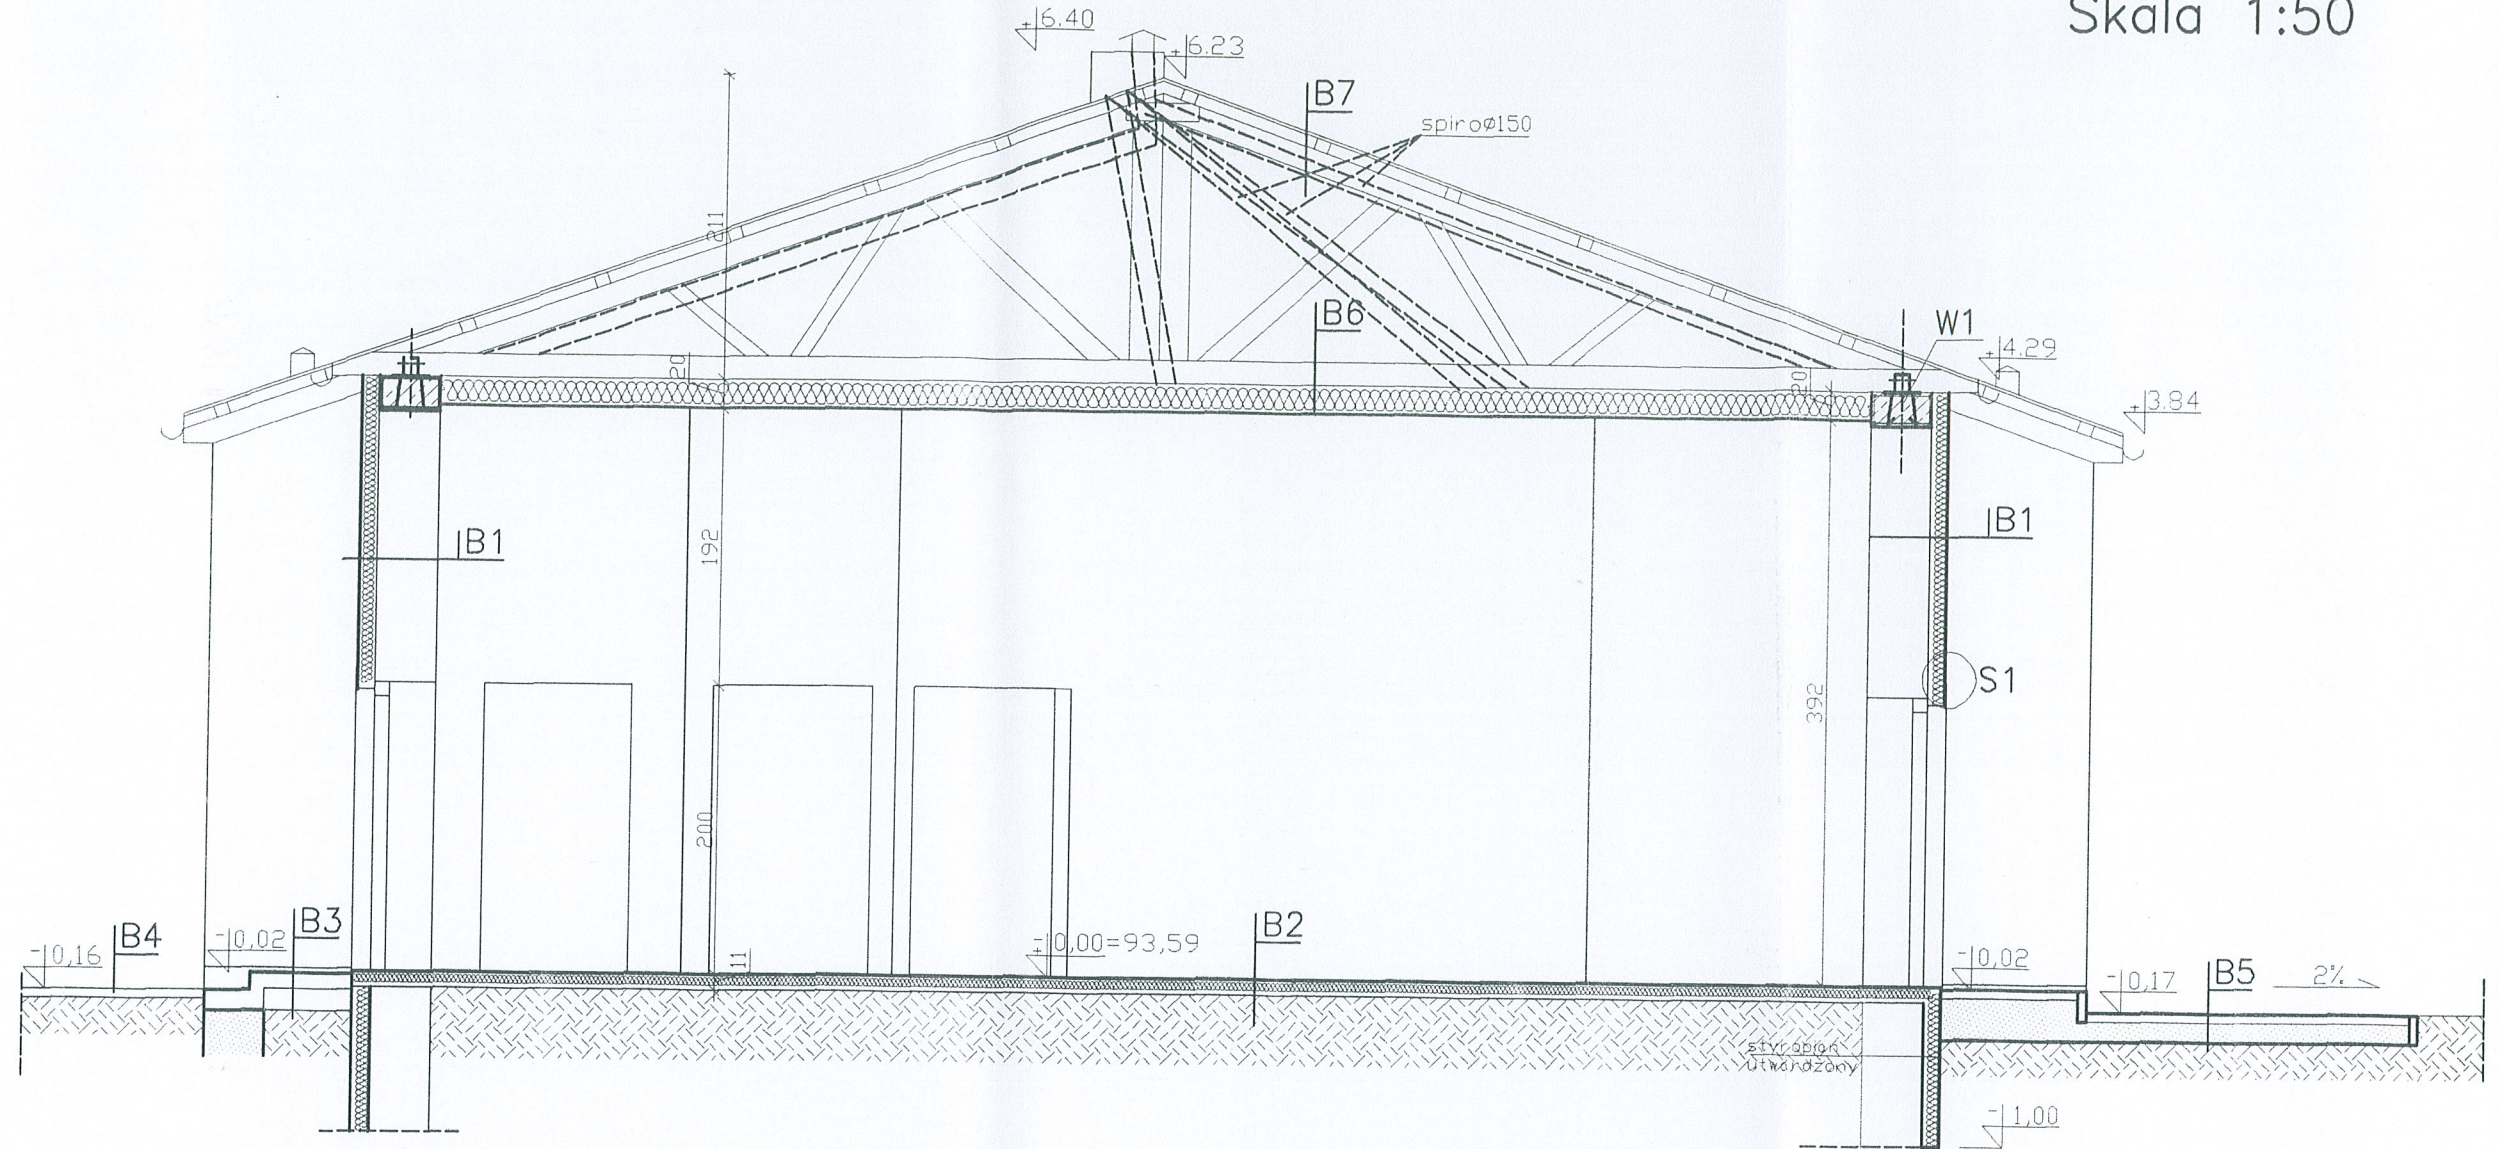 Skala 1:50
+6.40
+6.23
B7
spiroø150
211
B6
W1
+4.29
20
20
+3.84
B1
B1
192
S1
392
200
B4
-0,16
B3
-0,02
11
+0,00=93,59
B2
-0,02
-0,17
B5
2%
styropian
utwardzony
-1,00